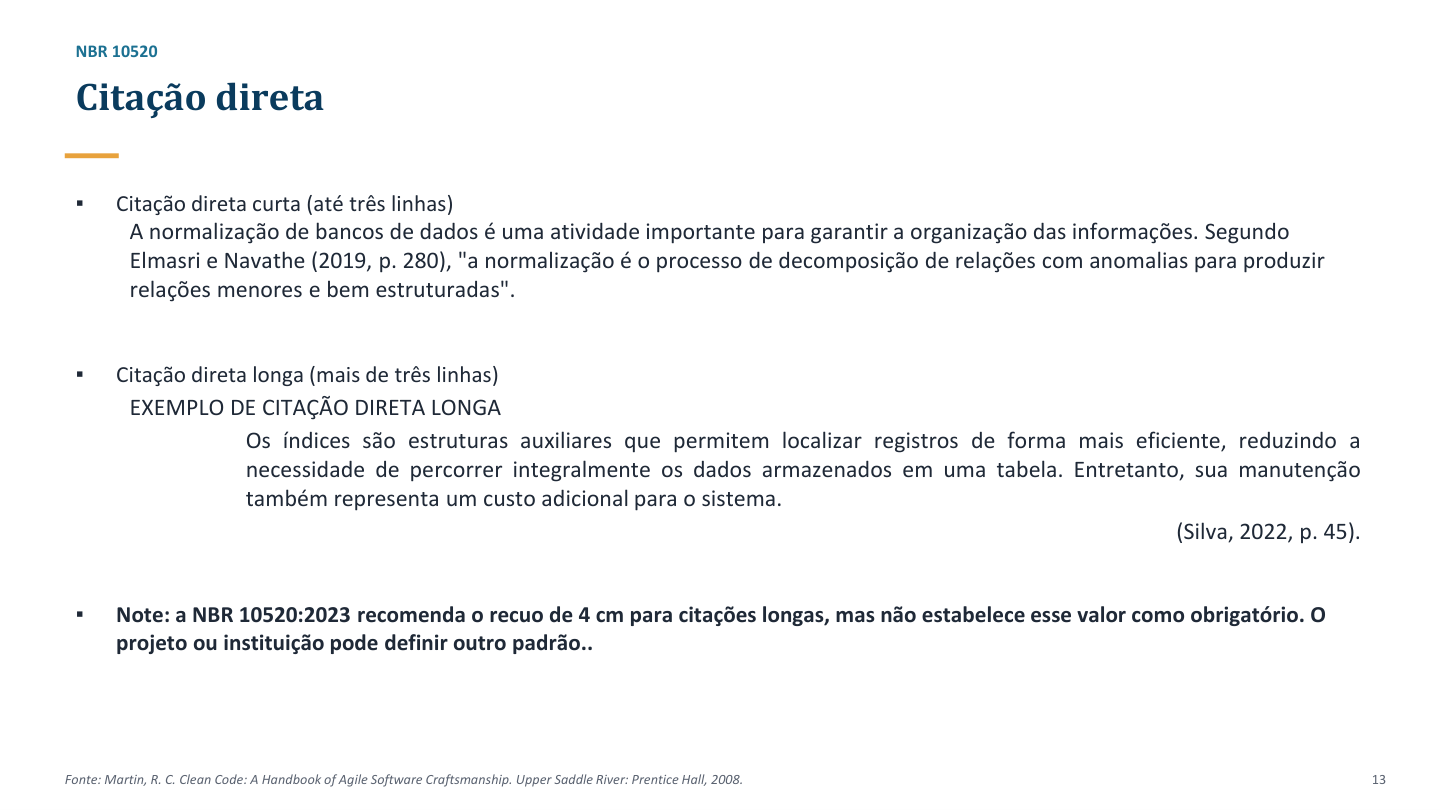 NBR 10520
Citação direta
▪ Citação direta curta (até três linhas)
A normalização de bancos de dados é uma atividade importante para garantir a organização das informações. Segundo
Elmasri e Navathe (2019, p. 280), "a normalização é o processo de decomposição de relações com anomalias para produzir
relações menores e bem estruturadas".
▪ Citação direta longa (mais de três linhas)
EXEMPLO DE CITAÇÃO DIRETA LONGA
Os índices são estruturas auxiliares que permitem localizar registros de forma mais eficiente, reduzindo a
necessidade de percorrer integralmente os dados armazenados em uma tabela. Entretanto, sua manutenção
também representa um custo adicional para o sistema.
(Silva, 2022, p. 45).
▪ Note: a NBR 10520:2023 recomenda o recuo de 4 cm para citações longas, mas não estabelece esse valor como obrigatório. O
projeto ou instituição pode definir outro padrão..
Fonte: Martin, R. C. Clean Code: A Handbook of Agile Software Craftsmanship. Upper Saddle River: Prentice Hall, 2008.
13